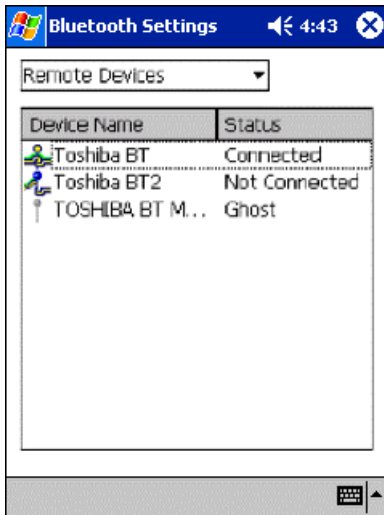 Bluetooth Settings 4:43
Remote Devices
Device Name Status
Toshiba BT Connected
Toshiba BT2 Not Connected
TOSHIBA BT M... Ghost